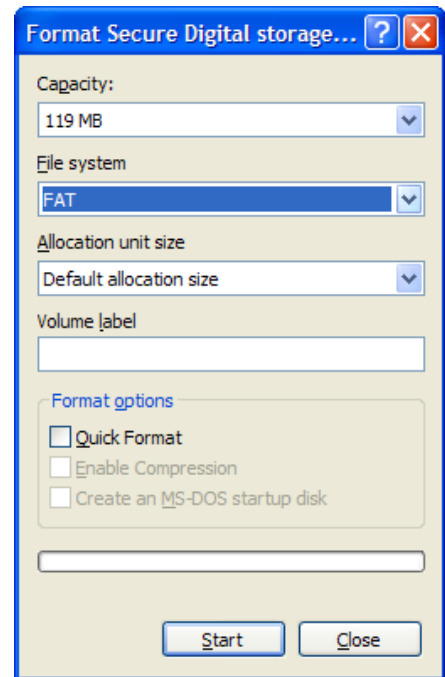 Format Secure Digital storage...
Capacity:
119 MB
File system
FAT
Allocation unit size
Default allocation size
Volume label
Format options
Quick Format
Enable Compression
Create an MS-DOS startup disk
Start
Close